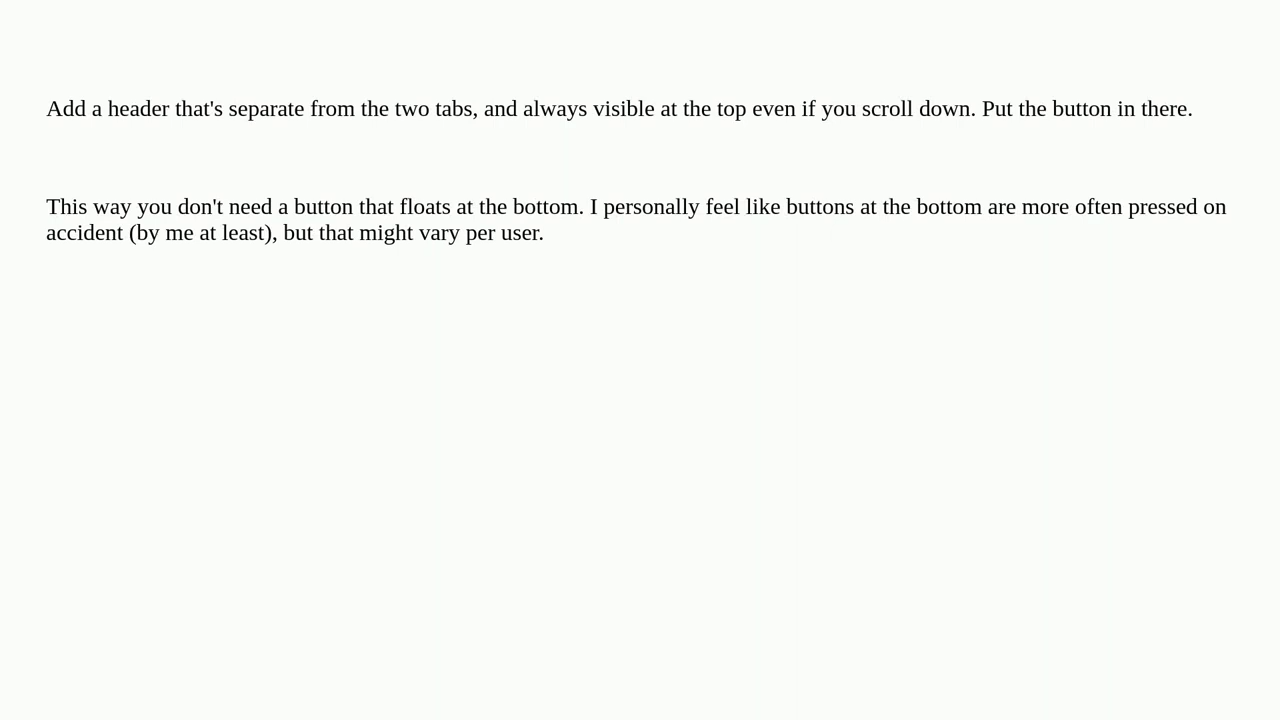 Add a header that's separate from the two tabs, and always visible at the top even if you scroll down. Put the button in there.
This way you don't need a button that floats at the bottom. I personally feel like buttons at the bottom are more often pressed on
accident (by me at least), but that might vary per user.